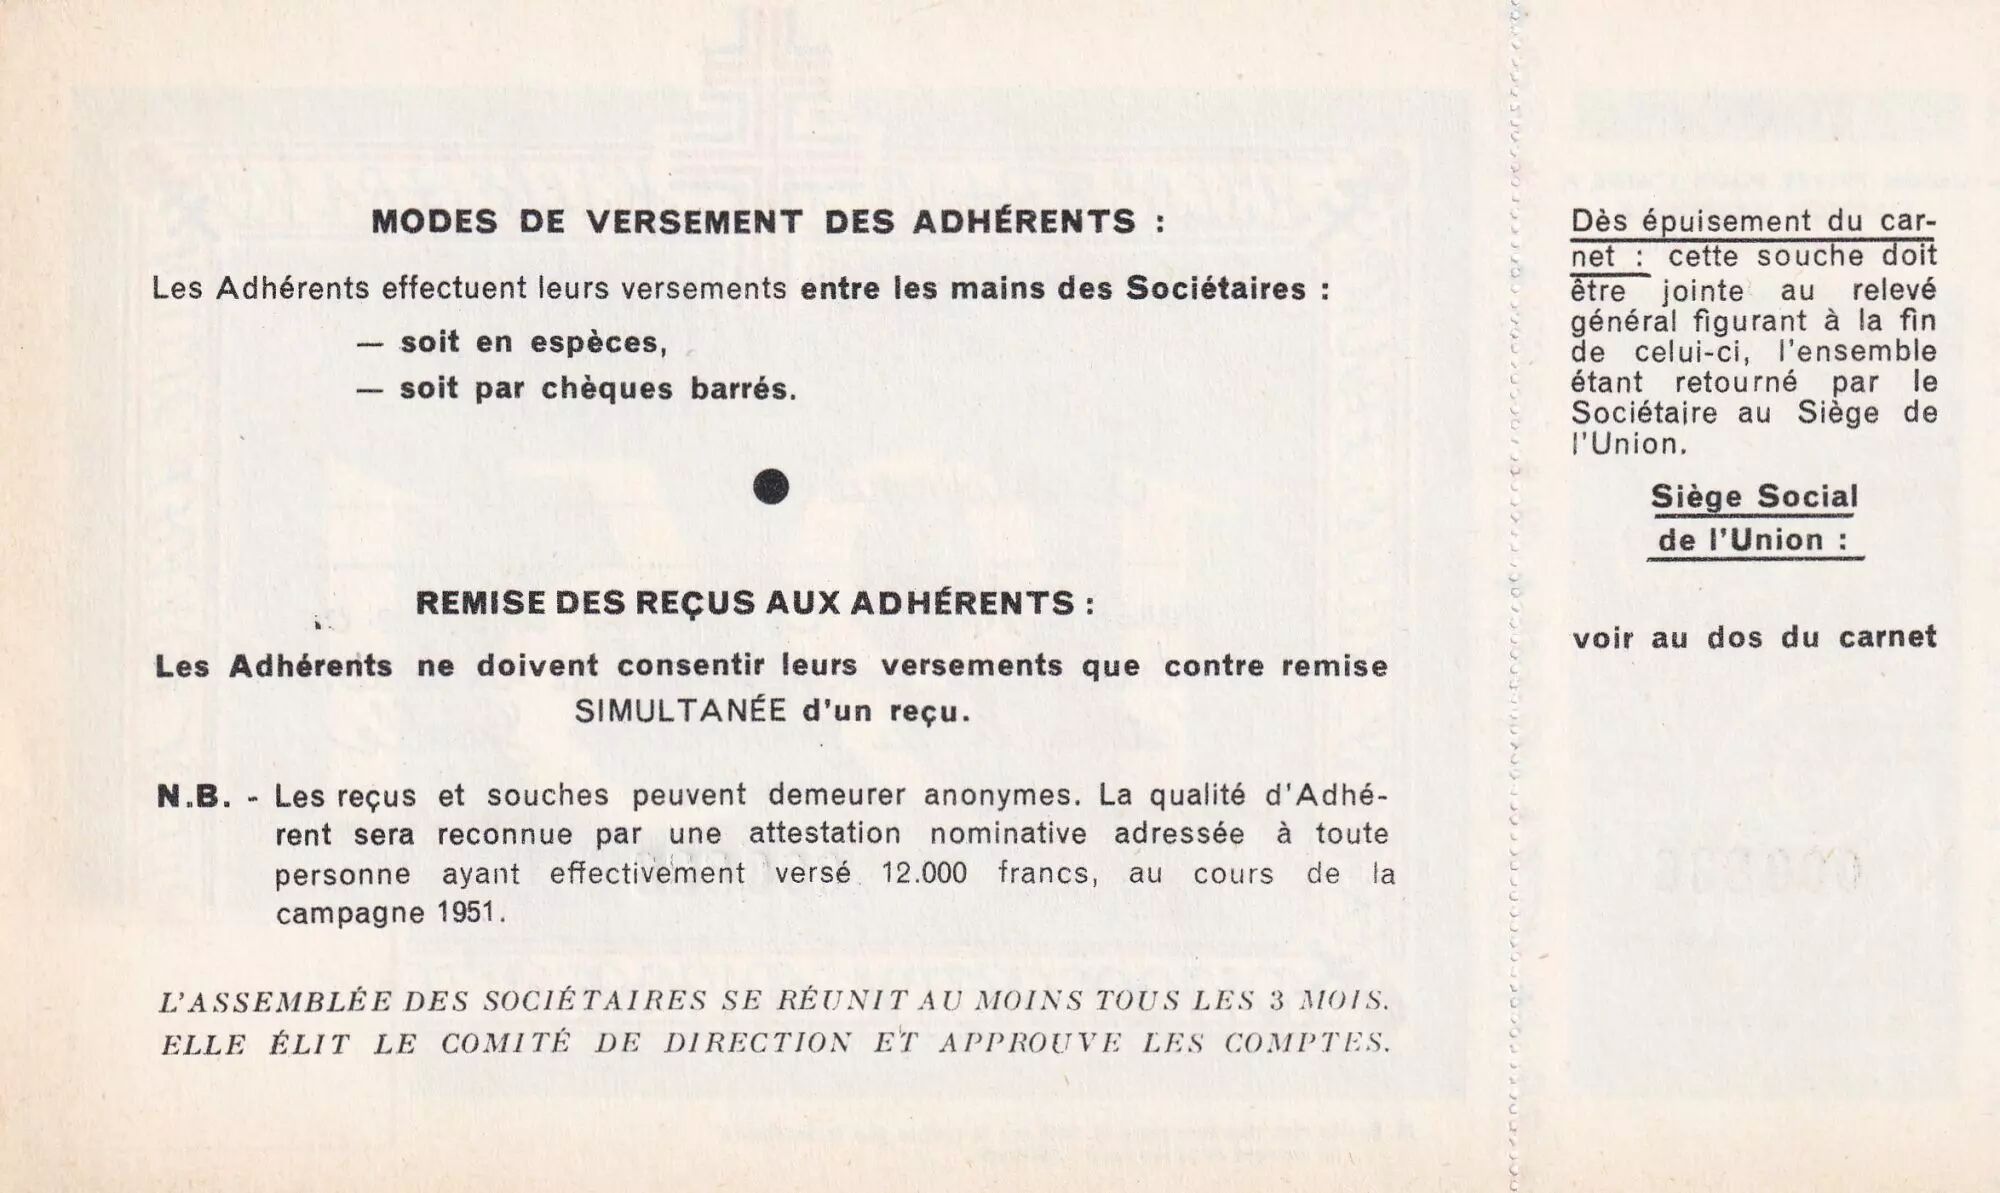 MODES DE VERSEMENT DES ADHÉRENTS :
Les Adhérents effectuent leurs versements entre les mains des Sociétaires :
— soit en espèces,
— soit par chèques barrés.
REMISE DES REÇUS AUX ADHÉRENTS :
Les Adhérents ne doivent consentir leurs versements que contre remise
SIMULTANÉE d'un reçu.
N.B. - Les reçus et souches peuvent demeurer anonymes. La qualité d'Adhé-
rent sera reconnue par une attestation nominative adressée à toute
personne ayant effectivement versé 12.000 francs, au cours de la
campagne 1951.
L'ASSEMBLÉE DES SOCIÉTAIRES SE RÉUNIT AU MOINS TOUS LES 3 MOIS.
ELLE ÉLIT LE COMITÉ DE DIRECTION ET APPROUVE LES COMPTES.
Dès épuisement du car-
net : cette souche doit
être jointe au relevé
général figurant à la fin
de celui-ci, l'ensemble
étant retourné par le
Sociétaire au Siège de
l'Union.
Siège Social
de l'Union :
voir au dos du carnet